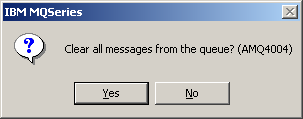 IBM MQSeries
Clear all messages from the queue? (AMQ4004)
Yes
No